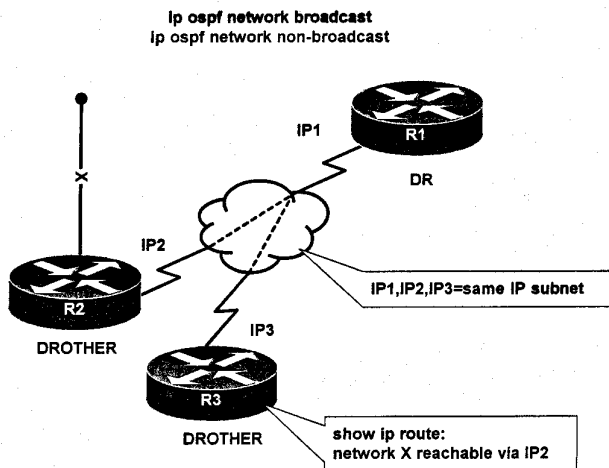 ip ospf network broadcast
ip ospf network non-broadcast
IP1
R1
DR
X
IP2
IP1,IP2,IP3=same IP subnet
R2
IP3
DROTHER
R3
DROTHER
show ip route:
network X reachable via IP2